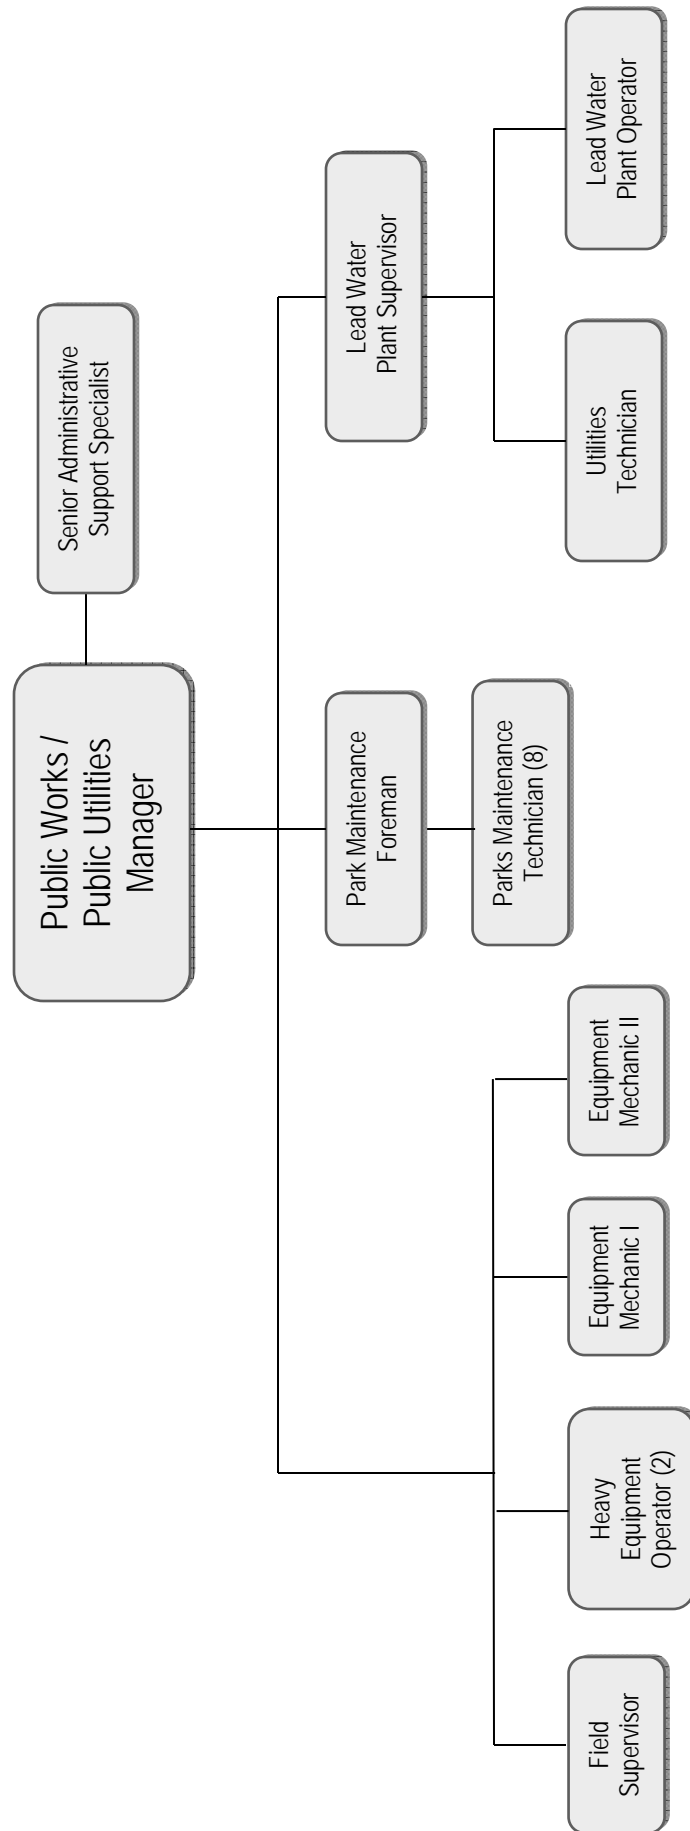 Public Works /
Public Utilities
Manager
Senior Administrative
Support Specialist
Park Maintenance
Foreman
Lead Water
Plant Supervisor
Parks Maintenance
Technician (8)
Field
Supervisor
Heavy
Equipment
Operator (2)
Equipment
Mechanic I
Equipment
Mechanic II
Utilities
Technician
Lead Water
Plant Operator